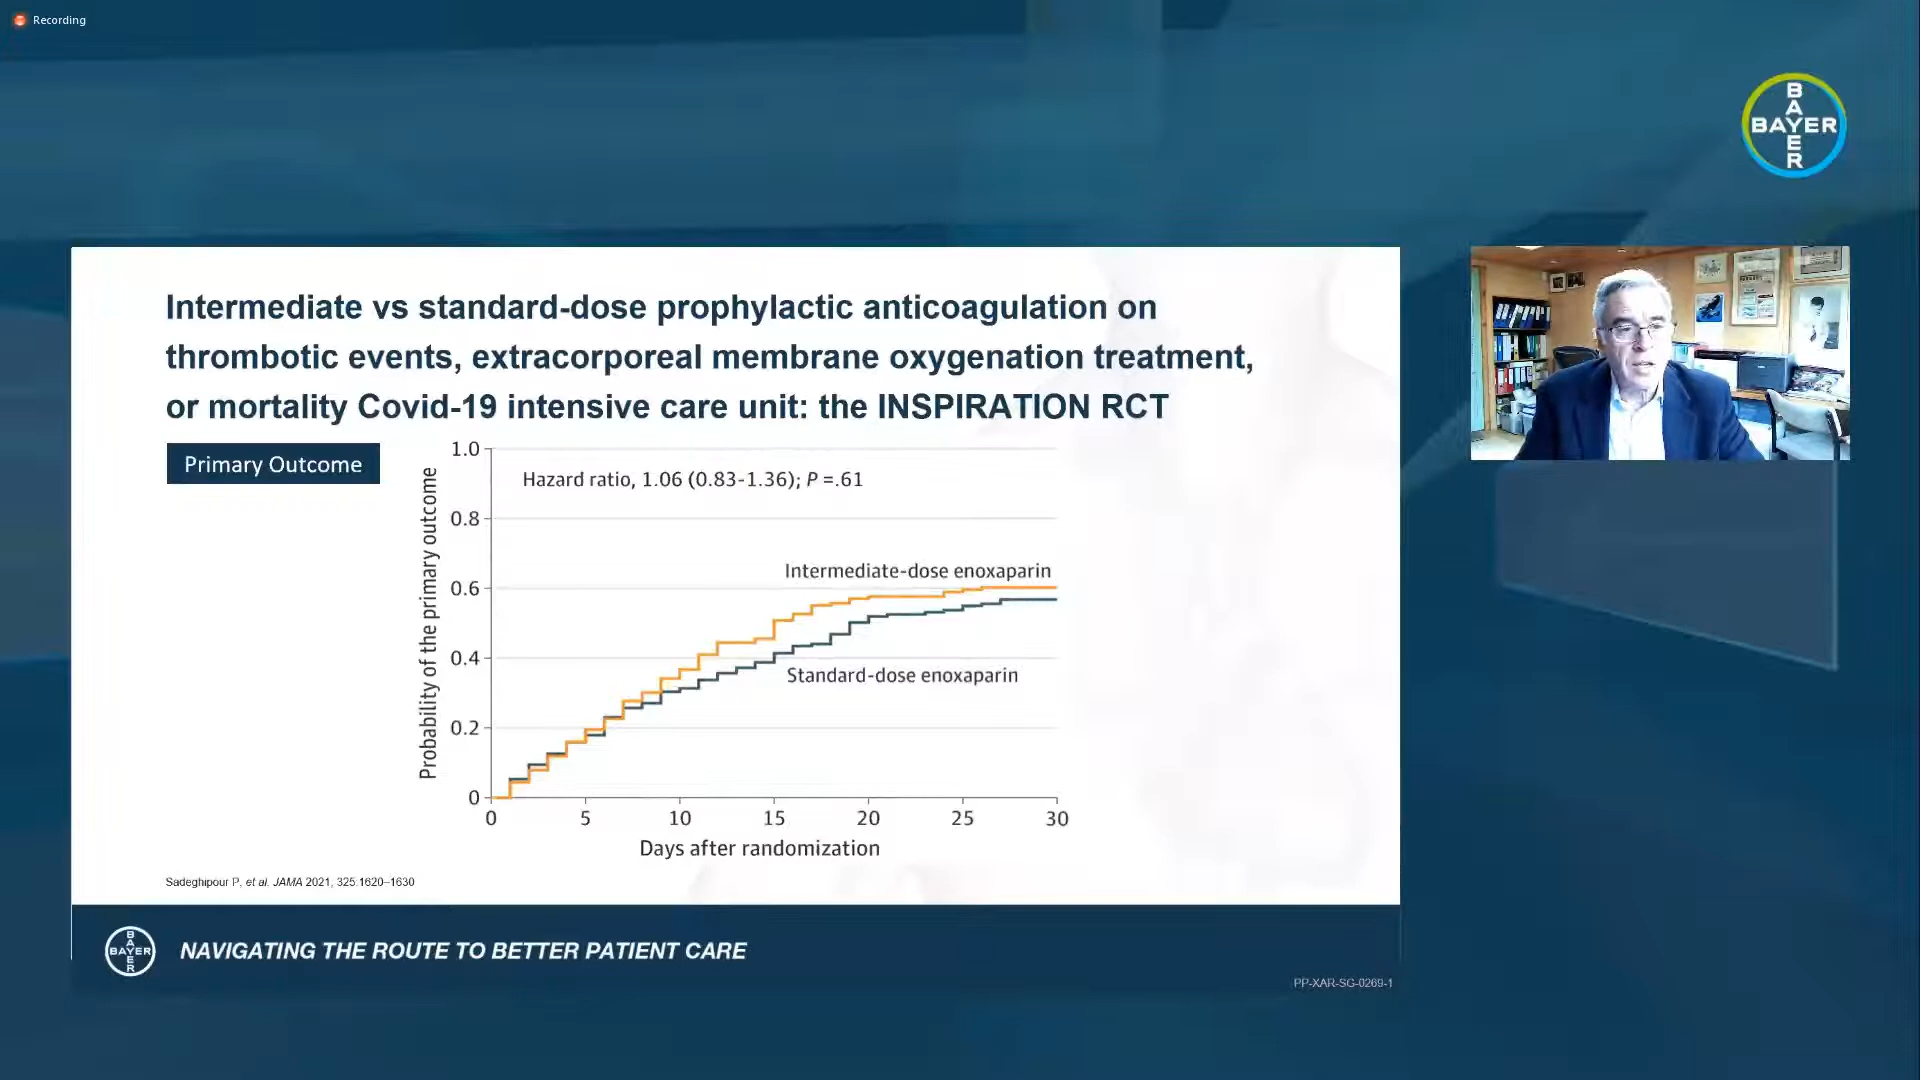 Recording
BAYER
BAYER
Intermediate vs standard-dose prophylactic anticoagulation on
thrombotic events, extracorporeal membrane oxygenation treatment,
or mortality Covid-19 intensive care unit: the INSPIRATION RCT
Primary Outcome
Probability of the primary outcome
1.0
0.8
0.6
0.4
0.2
0
Hazard ratio, 1.06 (0.83-1.36); P =.61
Intermediate-dose enoxaparin
Standard-dose enoxaparin
0 5 10 15 20 25 30
Days after randomization
Sadeghipour P, et al. JAMA 2021; 325:1620–1630
BAYER
BAYER
NAVIGATING THE ROUTE TO BETTER PATIENT CARE
PP-XAR-SG-0269-1